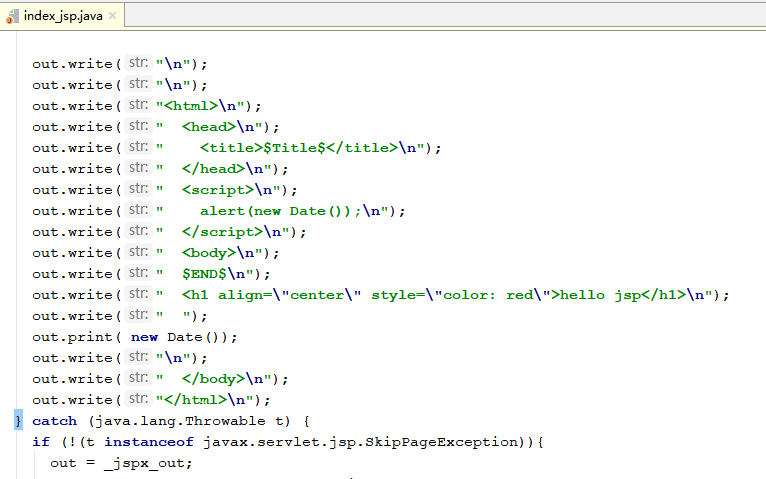 index_jsp.java
out.write( str: "\n");
out.write( str: "\n");
out.write( str: "<html>\n");
out.write( str: "  <head>\n");
out.write( str: "    <title>$Title$</title>\n");
out.write( str: "  </head>\n");
out.write( str: "  <script>\n");
out.write( str: "    alert(new Date());\n");
out.write( str: "  </script>\n");
out.write( str: "  <body>\n");
out.write( str: "  $END$\n");
out.write( str: "  <h1 align=\"center\" style=\"color: red\">hello jsp</h1>\n");
out.write( str: "  ");
out.print( new Date());
out.write( str: "\n");
out.write( str: "  </body>\n");
out.write( str: "</html>\n");
} catch (java.lang.Throwable t) {
if (!(t instanceof javax.servlet.jsp.SkipPageException)){
out = _jspx_out;